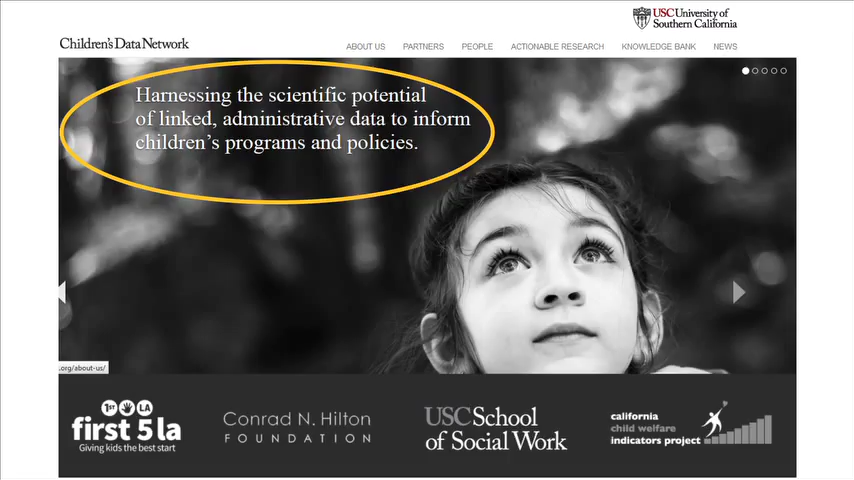 USC University of
Southern California
Children's Data Network
ABOUT US PARTNERS PEOPLE ACTIONABLE RESEARCH KNOWLEDGE BANK NEWS
Harnessing the scientific potential
of linked, administrative data to inform
children's programs and policies.
.org/about-us/
1ST LA
first 5 la
Giving kids the best start
Conrad N. Hilton
FOUNDATION
USC School
of Social Work
california
child welfare
indicators project